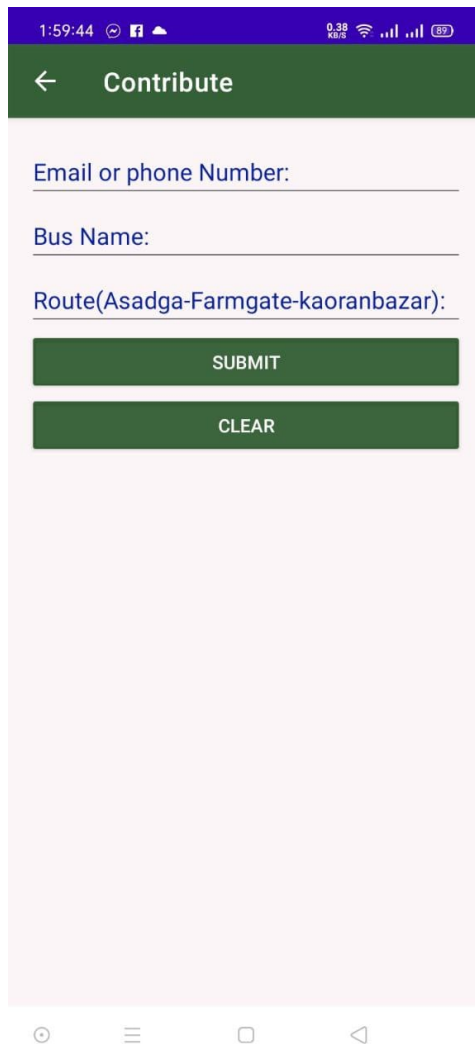 1:59:44
0.38
KB/S
89
Contribute
Email or phone Number:
Bus Name:
Route(Asadga-Farmgate-kaoranbazar):
SUBMIT
CLEAR